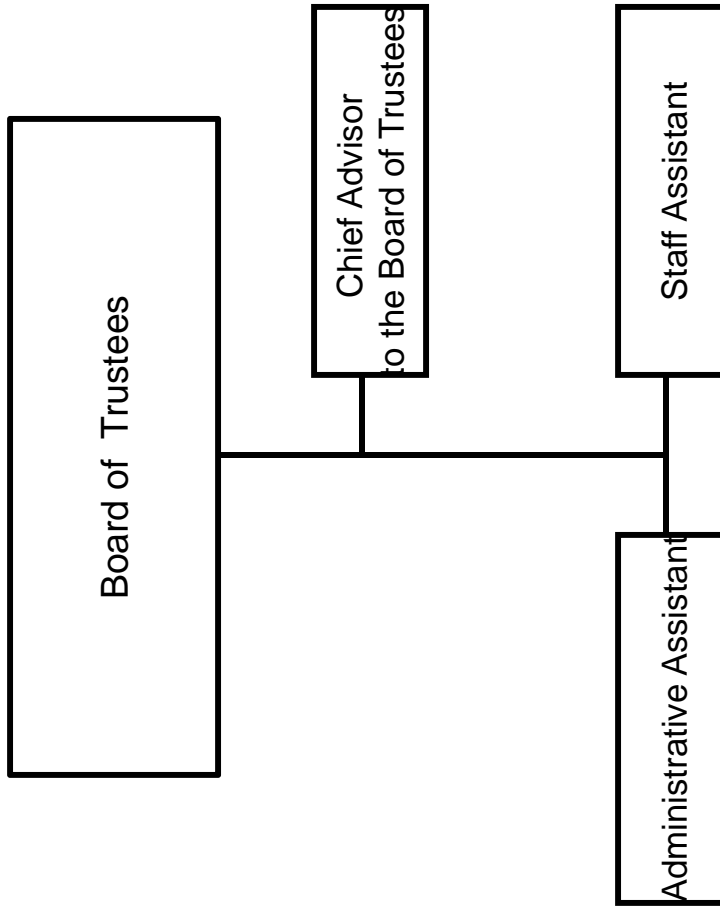 Board of Trustees
Chief Advisor
to the Board of Trustees
Administrative Assistant
Staff Assistant